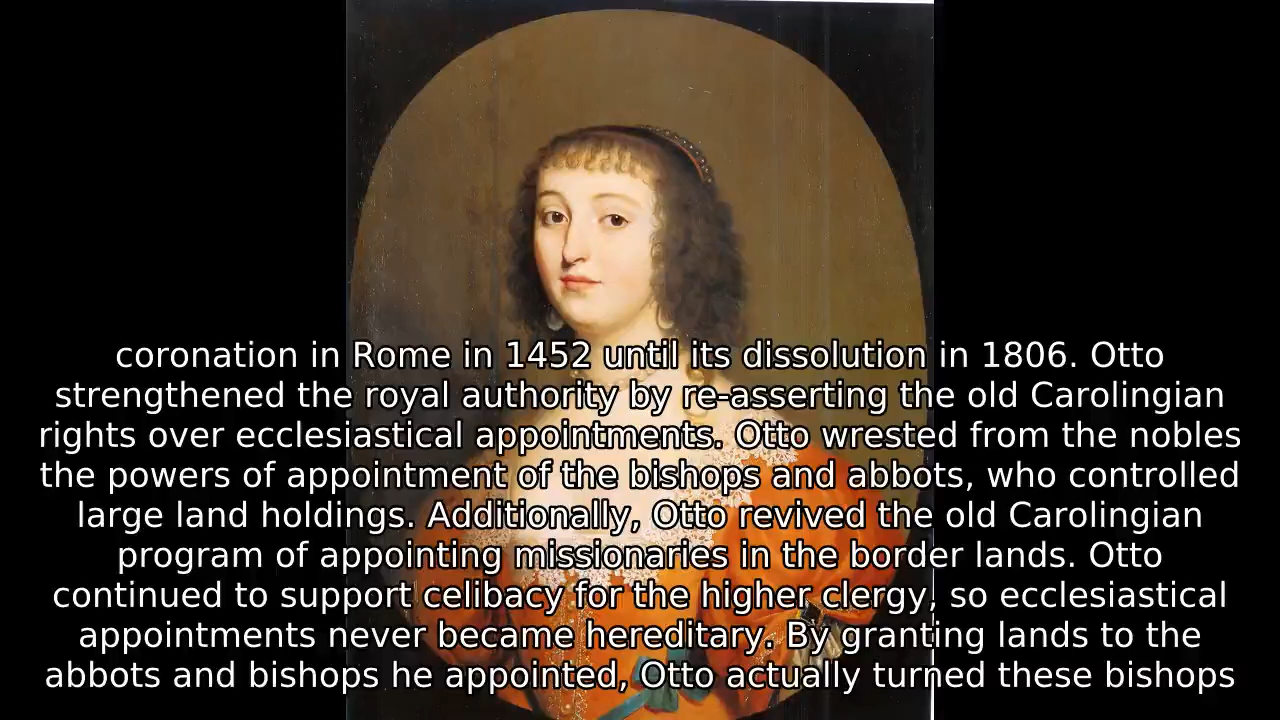 coronation in Rome in 1452 until its dissolution in 1806. Otto
strengthened the royal authority by re-asserting the old Carolingian
rights over ecclesiastical appointments. Otto wrested from the nobles
the powers of appointment of the bishops and abbots, who controlled
large land holdings. Additionally, Otto revived the old Carolingian
program of appointing missionaries in the border lands. Otto
continued to support celibacy for the higher clergy, so ecclesiastical
appointments never became hereditary. By granting lands to the
abbots and bishops he appointed, Otto actually turned these bishops